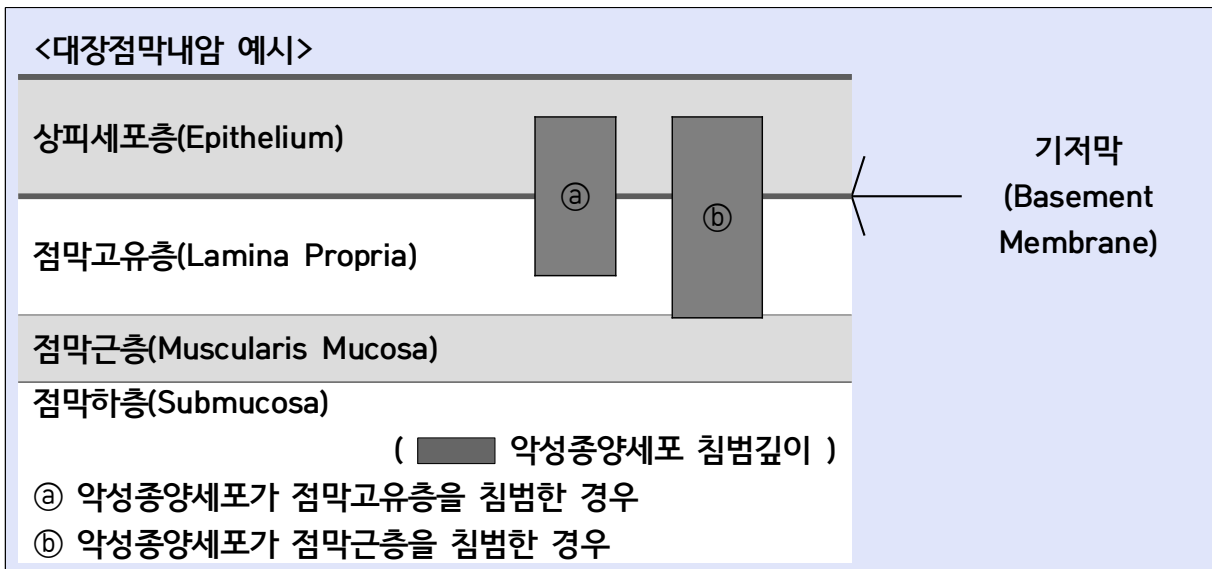 <대장점막내암 예시>
상피세포층(Epithelium)
ⓐ
ⓑ
기저막
(Basement
Membrane)
점막고유층(Lamina Propria)
점막근층(Muscularis Mucosa)
점막하층(Submucosa)
( 악성종양세포 침범깊이 )
ⓐ 악성종양세포가 점막고유층을 침범한 경우
ⓑ 악성종양세포가 점막근층을 침범한 경우